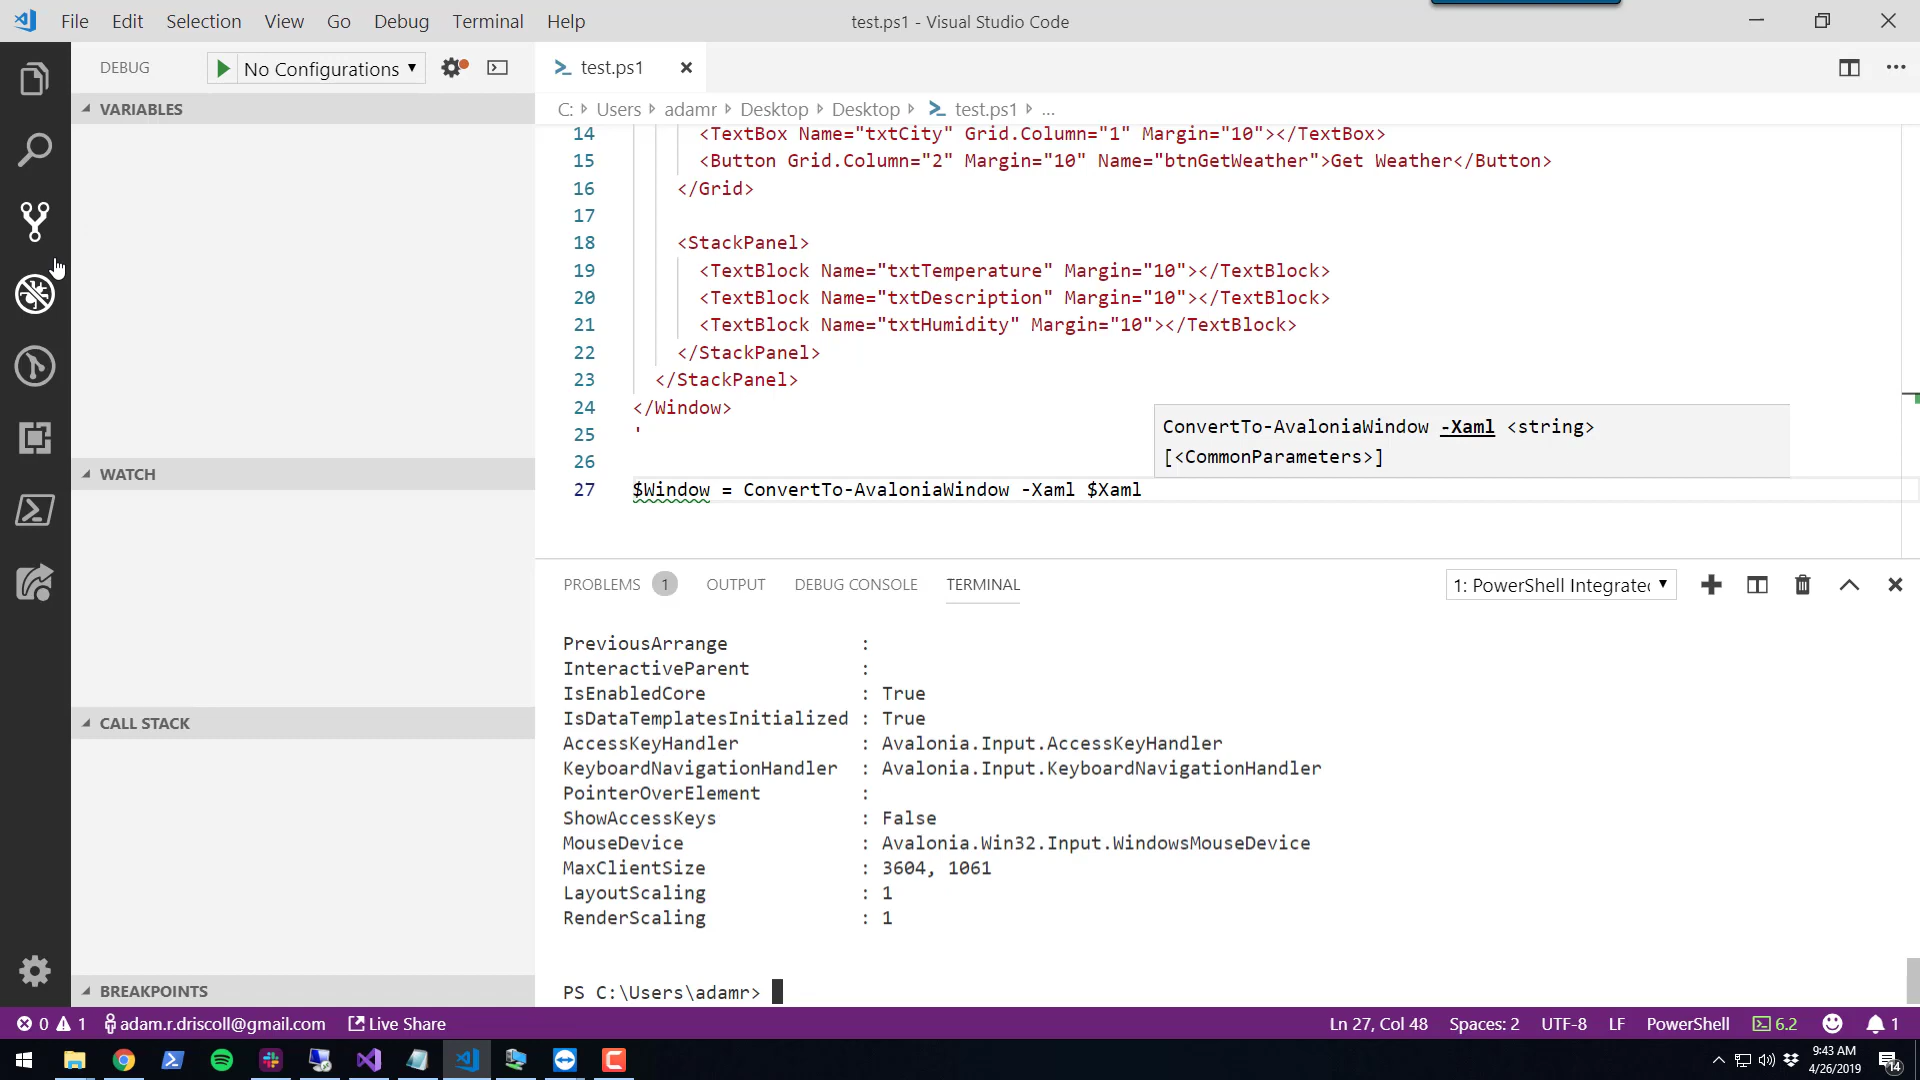 File Edit Selection View Go Debug Terminal Help
test.ps1 - Visual Studio Code
DEBUG
No Configurations
test.ps1
VARIABLES
C: Users adamr Desktop Desktop test.ps1 ...
14 <TextBox Name="txtCity" Grid.Column="1" Margin="10"></TextBox>
15 <Button Grid.Column="2" Margin="10" Name="btnGetWeather">Get Weather</Button>
16 </Grid>
17
18 <StackPanel>
19 <TextBlock Name="txtTemperature" Margin="10"></TextBlock>
20 <TextBlock Name="txtDescription" Margin="10"></TextBlock>
21 <TextBlock Name="txtHumidity" Margin="10"></TextBlock>
22 </StackPanel>
23 </StackPanel>
24 </Window>
25 '
26
27 $Window = ConvertTo-AvaloniaWindow -Xaml $Xaml
ConvertTo-AvaloniaWindow -Xaml <string>
[<CommonParameters>]
WATCH
CALL STACK
BREAKPOINTS
PROBLEMS 1 OUTPUT DEBUG CONSOLE TERMINAL
1: PowerShell Integrated
PreviousArrange :
InteractiveParent :
IsEnabledCore : True
IsDataTemplatesInitialized : True
AccessKeyHandler : Avalonia.Input.AccessKeyHandler
KeyboardNavigationHandler : Avalonia.Input.KeyboardNavigationHandler
PointerOverElement :
ShowAccessKeys : False
MouseDevice : Avalonia.Win32.Input.WindowsMouseDevice
MaxClientSize : 3604, 1061
LayoutScaling : 1
RenderScaling : 1
PS C:\Users\adamr>
0 1 adam.r.driscoll@gmail.com Live Share
Ln 27, Col 48 Spaces: 2 UTF-8 LF PowerShell 6.2 1
9:43 AM
4/26/2019
14